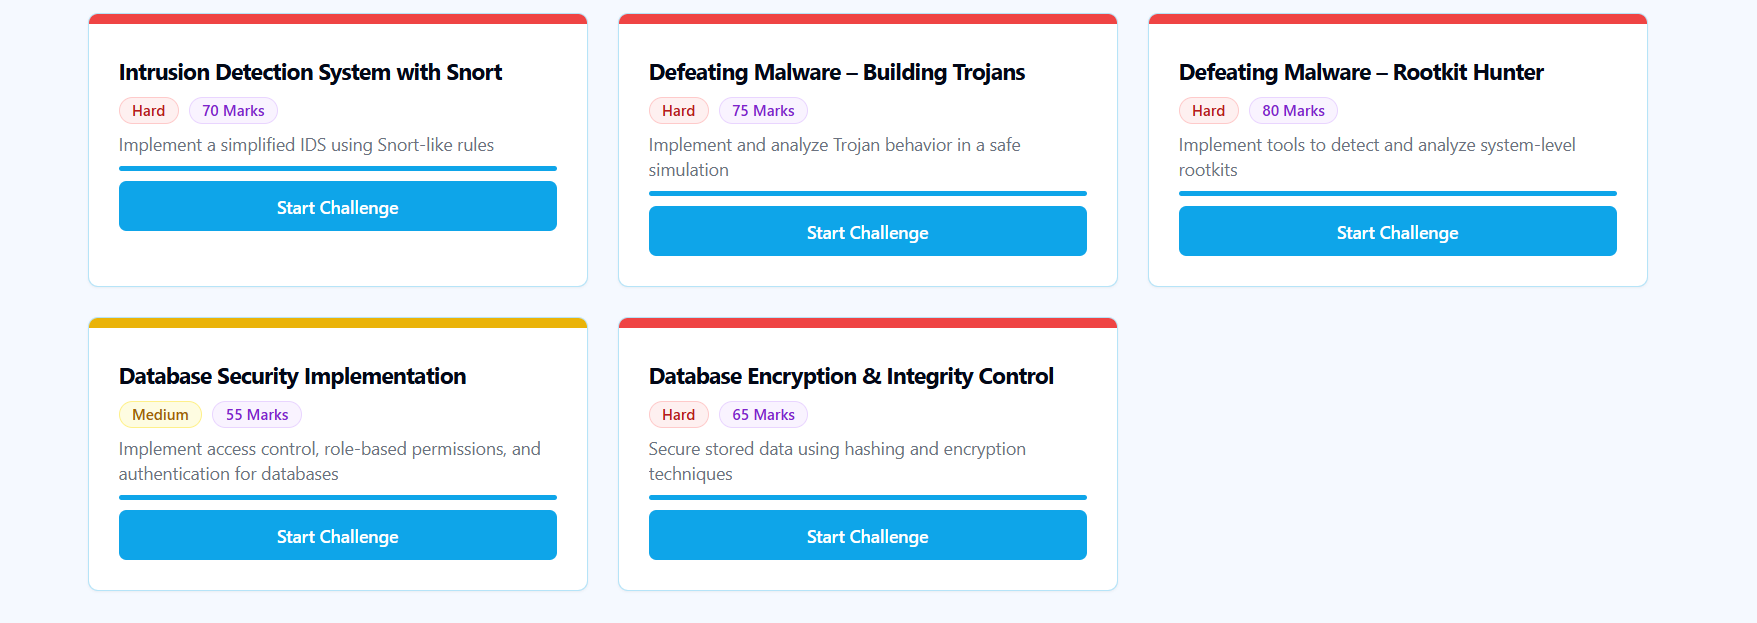 Intrusion Detection System with Snort
Hard 70 Marks
Implement a simplified IDS using Snort-like rules
Start Challenge
Defeating Malware – Building Trojans
Hard 75 Marks
Implement and analyze Trojan behavior in a safe
simulation
Start Challenge
Defeating Malware – Rootkit Hunter
Hard 80 Marks
Implement tools to detect and analyze system-level
rootkits
Start Challenge
Database Security Implementation
Medium 55 Marks
Implement access control, role-based permissions, and
authentication for databases
Start Challenge
Database Encryption & Integrity Control
Hard 65 Marks
Secure stored data using hashing and encryption
techniques
Start Challenge